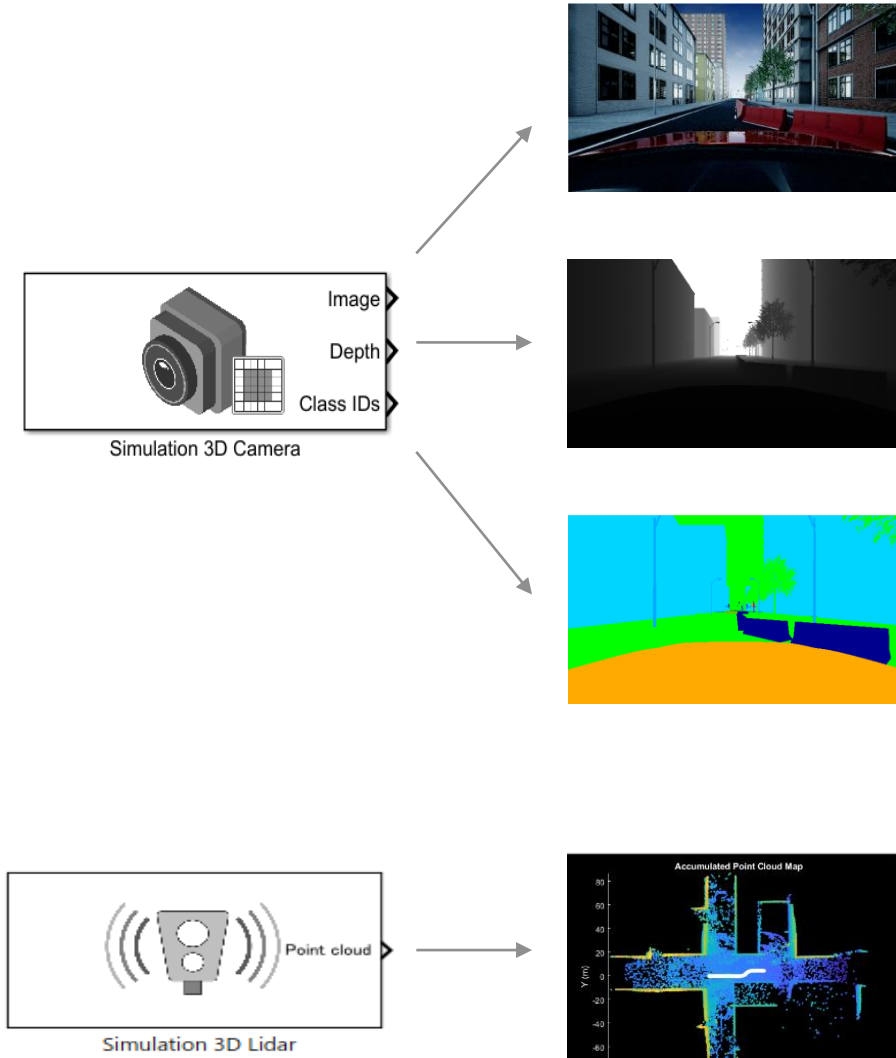 Image
Depth
Class IDs
Simulation 3D Camera
Point cloud
Simulation 3D Lidar
Accumulated Point Cloud Map
80
60
40
20
0
-20
-40
-60
Y (m)